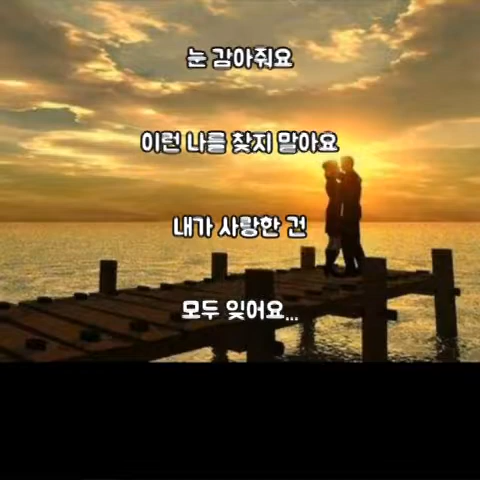 눈 감아줘요
이런 나를 찾지 말아요
내가 사랑한 건
모두 잊어요...